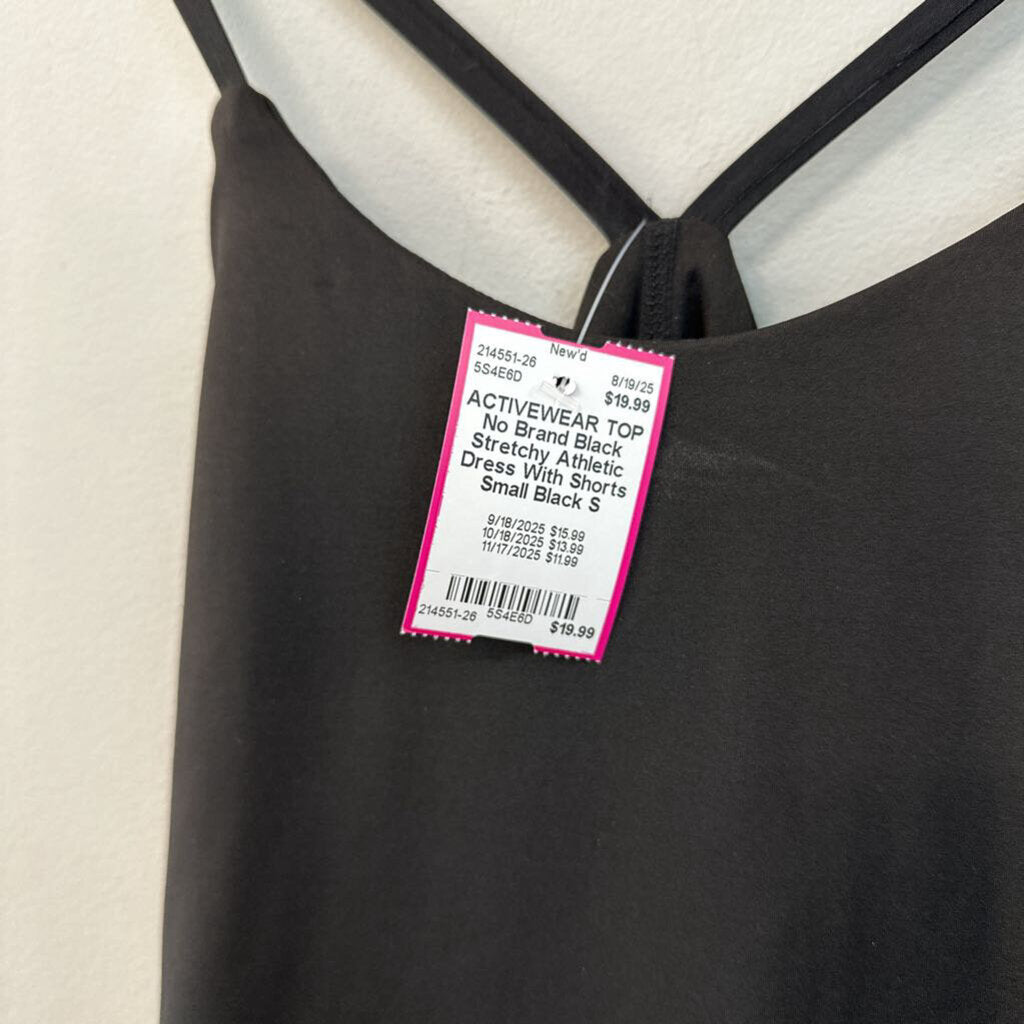 New'd
214551-26
5S4E6D
8/19/25
$19.99
ACTIVEWEAR TOP
No Brand Black
Stretchy Athletic
Dress With Shorts
Small Black S
9/18/2025 $15.99
10/18/2025 $13.99
11/17/2025 $11.99
214551-26 5S4E6D $19.99